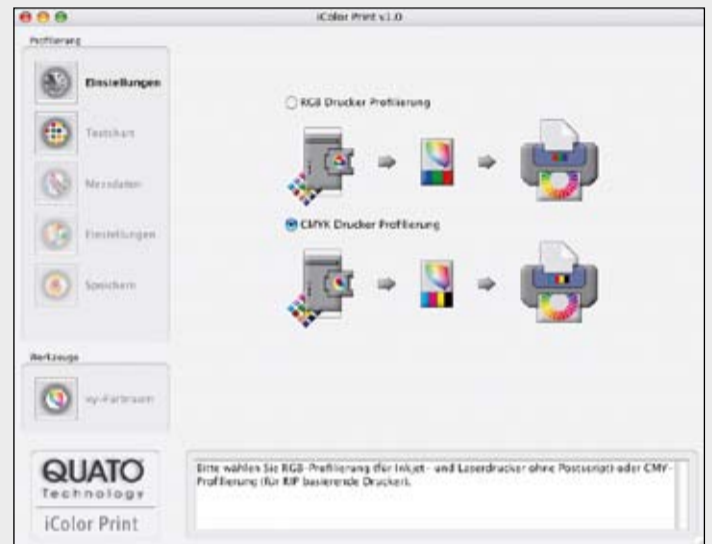 iColor Print v1.0
Profilierung
Einstellungen
Testchart
Messdaten
Einstellungen
Speichern
Werkzeuge
xy-Farbraum
RGB Drucker Profilierung
CMYK Drucker Profilierung
QUATO
Technology
iColor Print
Bitte wählen Sie RGB-Profilierung (für Inkjet- und Laserdrucker ohne Postscript) oder CMY-
Profilierung (für RIP basierende Drucker).